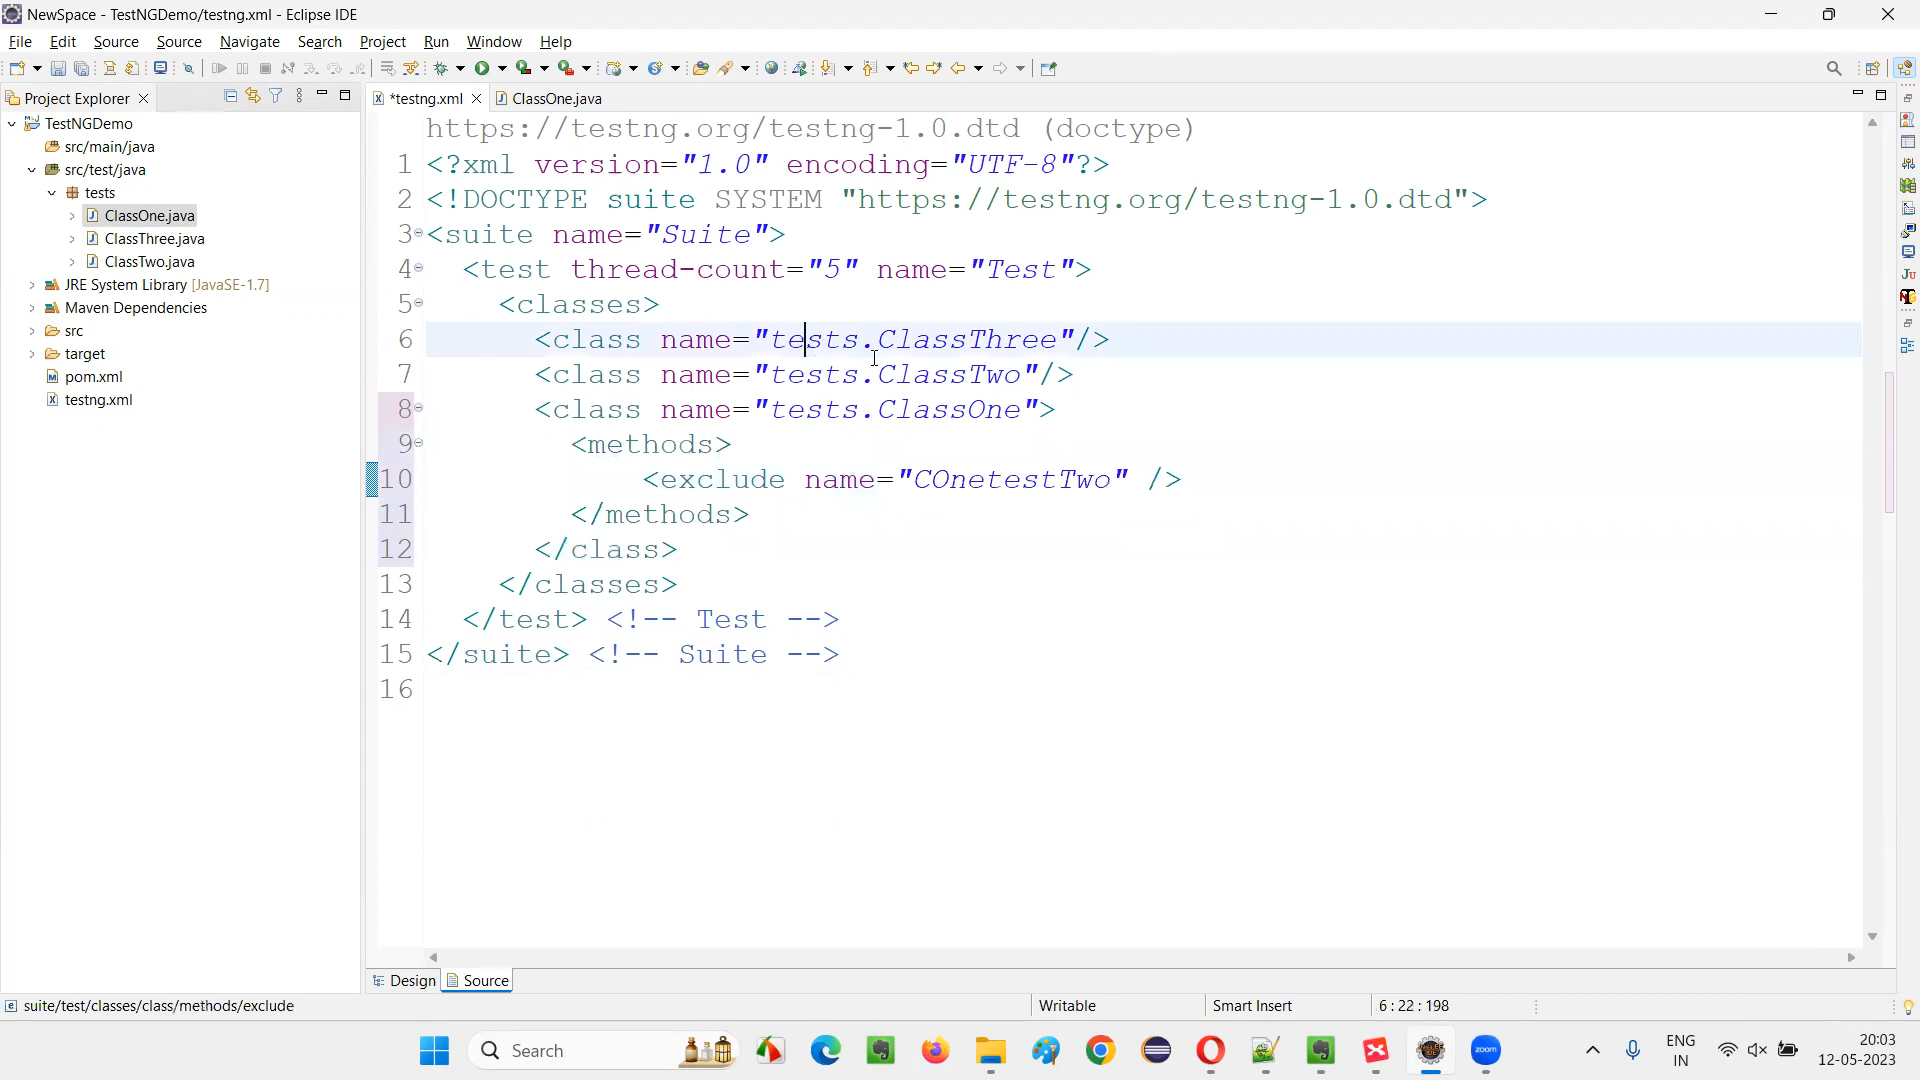 NewSpace - TestNGDemo/testng.xml - Eclipse IDE
File Edit Source Source Navigate Search Project Run Window Help
Project Explorer
*testng.xml
ClassOne.java
TestNGDemo
src/main/java
src/test/java
tests
ClassOne.java
ClassThree.java
ClassTwo.java
JRE System Library [JavaSE-1.7]
Maven Dependencies
src
target
pom.xml
testng.xml
https://testng.org/testng-1.0.dtd (doctype)
1 <?xml version="1.0" encoding="UTF-8"?>
2 <!DOCTYPE suite SYSTEM "https://testng.org/testng-1.0.dtd">
3 <suite name="Suite">
4 <test thread-count="5" name="Test">
5 <classes>
6 <class name="tests.ClassThree"/>
7 <class name="tests.ClassTwo"/>
8 <class name="tests.ClassOne">
9 <methods>
10 <exclude name="COnetestTwo" />
11 </methods>
12 </class>
13 </classes>
14 </test> <!-- Test -->
15 </suite> <!-- Suite -->
16
Design Source
suite/test/classes/class/methods/exclude
Writable
Smart Insert
6 : 22 : 198
Search
zoom
ENG
IN
20:03
12-05-2023